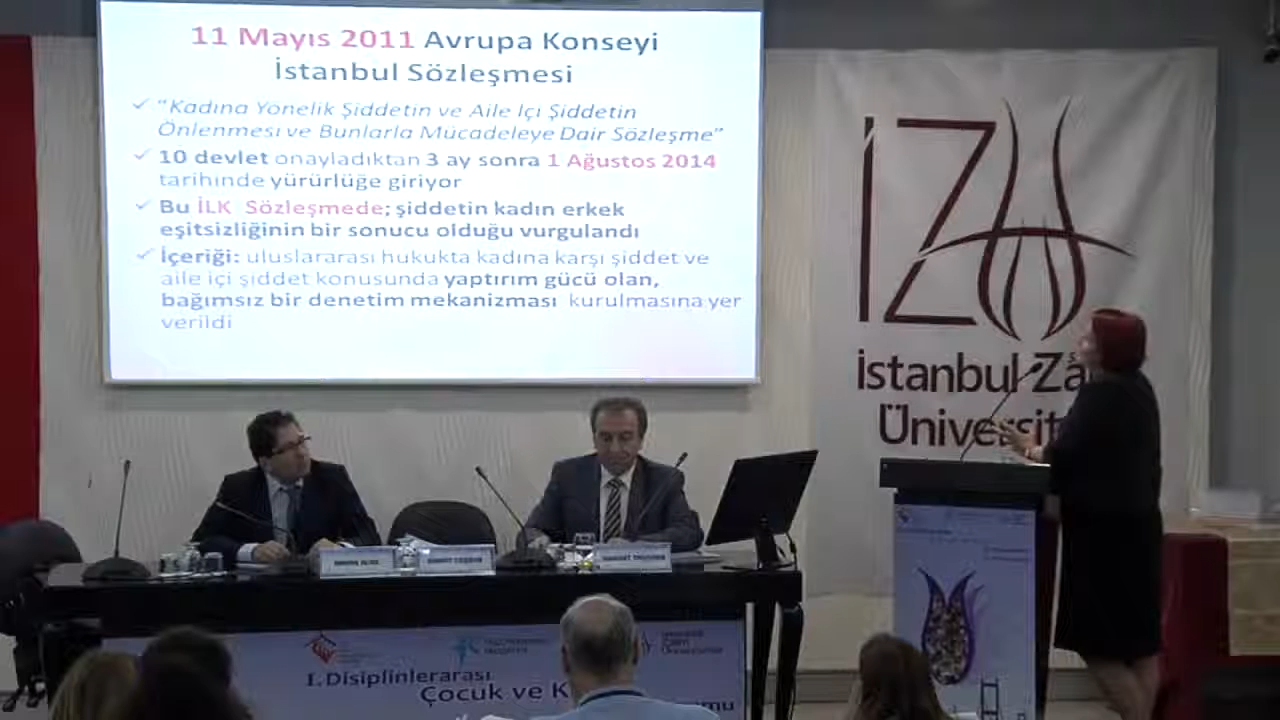 11 Mayıs 2011 Avrupa Konseyi
İstanbul Sözleşmesi
"Kadına Yönelik Şiddetin ve Aile İçi Şiddetin
Önlenmesi ve Bunlarla Mücadeleye Dair Sözleşme"
10 devlet onayladıktan 3 ay sonra 1 Ağustos 2014
tarihinde yürürlüğe giriyor
Bu İLK Sözleşmede; şiddetin kadın erkek
eşitsizliğinin bir sonucu olduğu vurgulandı
İçeriği: uluslararası hukukta kadına karşı şiddet ve
aile içi şiddet konusunda yaptırım gücü olan,
bağımsız bir denetim mekanizması kurulmasına yer
verildi
İZÜ
İstanbul Za
Üniversit
I. Disiplinlerarası
Çocuk ve K